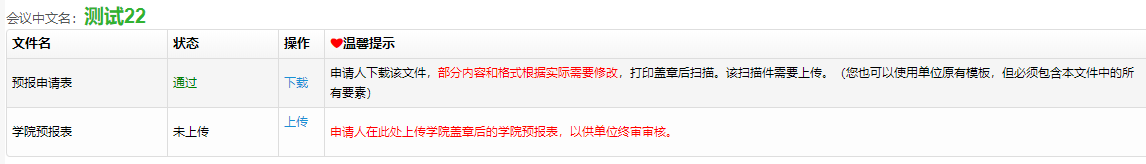 会议中文名：测试22
文件名 状态 操作 ❤温馨提示
预报申请表 通过 下载 申请人下载该文件，部分内容和格式根据实际需要修改，打印盖章后扫描。该扫描件需要上传。（您也可以使用单位原有模板，但必须包含本文件中的所
有要素）
学院预报表 未上传 上传 申请人在此处上传学院盖章后的学院预报表，以供单位终审审核。